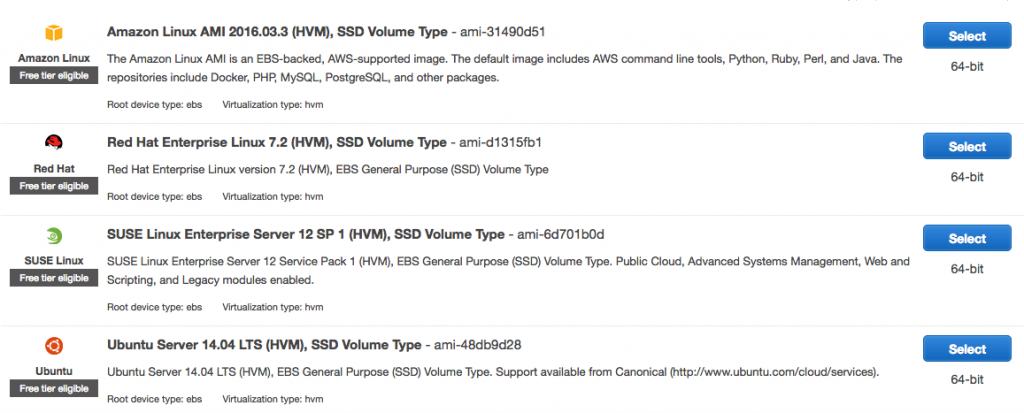 Amazon Linux AMI 2016.03.3 (HVM), SSD Volume Type - ami-31490d51
Select
Amazon Linux
The Amazon Linux AMI is an EBS-backed, AWS-supported image. The default image includes AWS command line tools, Python, Ruby, Perl, and Java. The
64-bit
Free tier eligible
repositories include Docker, PHP, MySQL, PostgreSQL, and other packages.
Root device type: ebs Virtualization type: hvm
Red Hat Enterprise Linux 7.2 (HVM), SSD Volume Type - ami-d1315fb1
Select
Red Hat
Red Hat Enterprise Linux version 7.2 (HVM), EBS General Purpose (SSD) Volume Type
64-bit
Free tier eligible
Root device type: ebs Virtualization type: hvm
SUSE Linux Enterprise Server 12 SP 1 (HVM), SSD Volume Type - ami-6d701b0d
Select
SUSE Linux
SUSE Linux Enterprise Server 12 Service Pack 1 (HVM), EBS General Purpose (SSD) Volume Type. Public Cloud, Advanced Systems Management, Web and
64-bit
Free tier eligible
Scripting, and Legacy modules enabled.
Root device type: ebs Virtualization type: hvm
Ubuntu Server 14.04 LTS (HVM), SSD Volume Type - ami-48db9d28
Select
Ubuntu
Ubuntu Server 14.04 LTS (HVM), EBS General Purpose (SSD) Volume Type. Support available from Canonical (http://www.ubuntu.com/cloud/services).
64-bit
Free tier eligible
Root device type: ebs Virtualization type: hvm